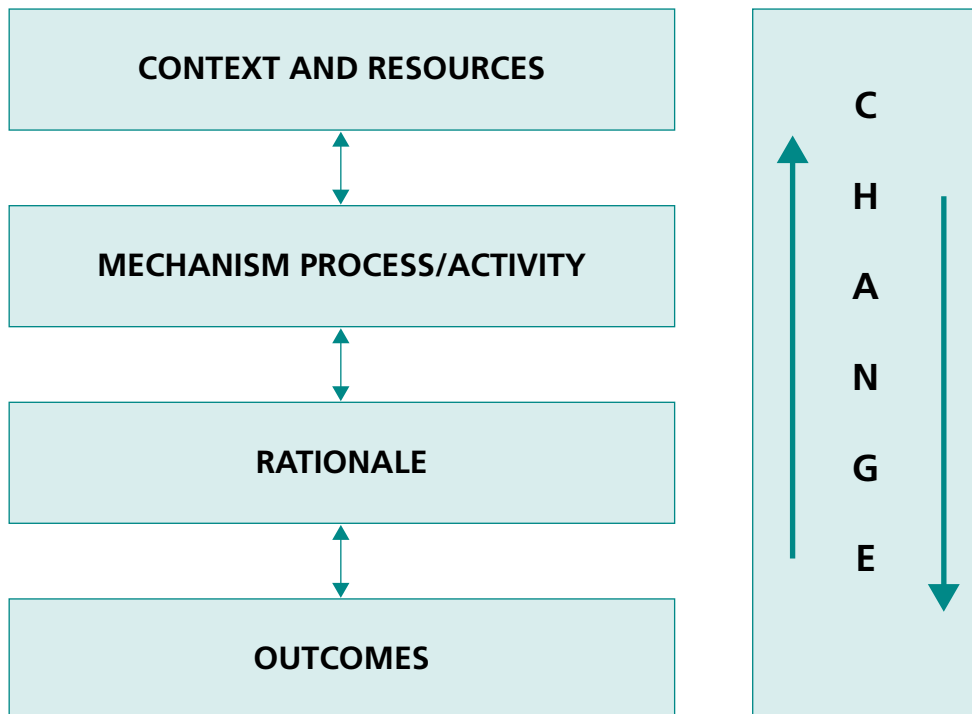 CONTEXT AND RESOURCES
MECHANISM PROCESS/ACTIVITY
RATIONALE
OUTCOMES
C
H
A
N
G
E